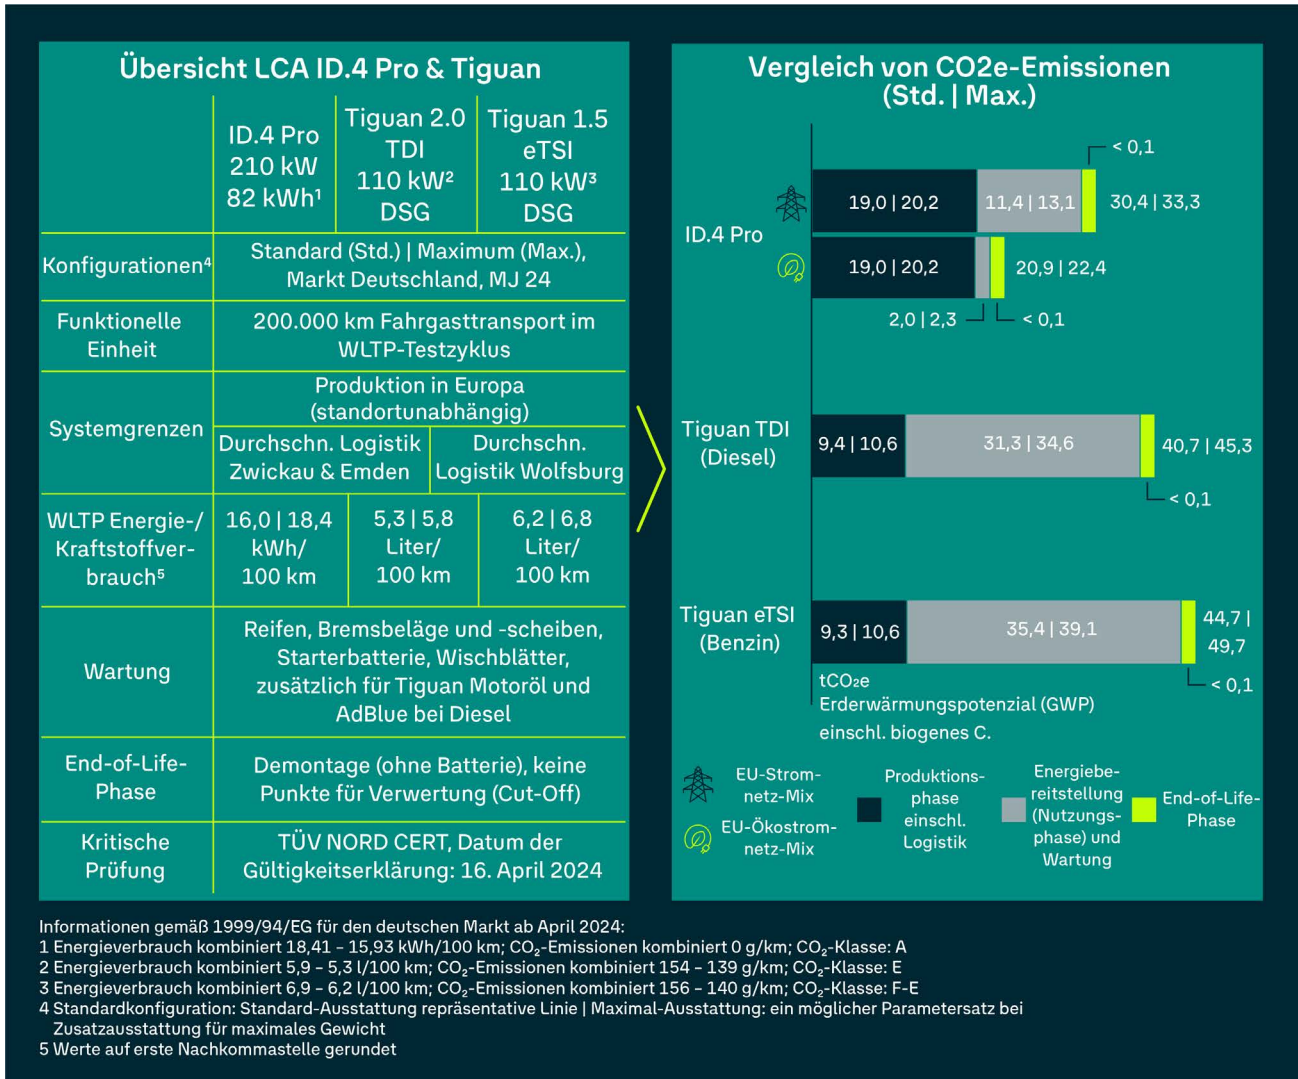 Übersicht LCA ID.4 Pro & Tiguan
ID.4 Pro
210 kW
82 kWh¹
Tiguan 2.0
TDI
110 kW²
DSG
Tiguan 1.5
eTSI
110 kW³
DSG
Konfigurationen⁴
Standard (Std.) | Maximum (Max.),
Markt Deutschland, MJ 24
Funktionelle
Einheit
200.000 km Fahrgasttransport im
WLTP-Testzyklus
Systemgrenzen
Produktion in Europa
(standortunabhängig)
Durchschn. Logistik
Zwickau & Emden
Durchschn.
Logistik Wolfsburg
WLTP Energie-/
Kraftstoffver-
brauch⁵
16,0 | 18,4
kWh/
100 km
5,3 | 5,8
Liter/
100 km
6,2 | 6,8
Liter/
100 km
Wartung
Reifen, Bremsbeläge und -scheiben,
Starterbatterie, Wischblätter,
zusätzlich für Tiguan Motoröl und
AdBlue bei Diesel
End-of-Life-
Phase
Demontage (ohne Batterie), keine
Punkte für Verwertung (Cut-Off)
Kritische
Prüfung
TÜV NORD CERT, Datum der
Gültigkeitserklärung: 16. April 2024
Vergleich von CO2e-Emissionen
(Std. | Max.)
ID.4 Pro
19,0 | 20,2
11,4 | 13,1
< 0,1
30,4 | 33,3
19,0 | 20,2
20,9 | 22,4
2,0 | 2,3
< 0,1
Tiguan TDI
(Diesel)
9,4 | 10,6
31,3 | 34,6
40,7 | 45,3
< 0,1
Tiguan eTSI
(Benzin)
9,3 | 10,6
35,4 | 39,1
44,7 |
49,7
< 0,1
tCO₂e
Erderwärmungspotenzial (GWP)
einschl. biogenes C.
EU-Strom-
netz-Mix
EU-Ökostrom-
netz-Mix
Produktions-
phase
einschl.
Logistik
Energiebe-
reitstellung
(Nutzungs-
phase) und
Wartung
End-of-Life-
Phase
Informationen gemäß 1999/94/EG für den deutschen Markt ab April 2024:
1 Energieverbrauch kombiniert 18,41 – 15,93 kWh/100 km; CO₂-Emissionen kombiniert 0 g/km; CO₂-Klasse: A
2 Energieverbrauch kombiniert 5,9 – 5,3 l/100 km; CO₂-Emissionen kombiniert 154 – 139 g/km; CO₂-Klasse: E
3 Energieverbrauch kombiniert 6,9 – 6,2 l/100 km; CO₂-Emissionen kombiniert 156 – 140 g/km; CO₂-Klasse: F-E
4 Standardkonfiguration: Standard-Ausstattung repräsentative Linie | Maximal-Ausstattung: ein möglicher Parametersatz bei
Zusatzausstattung für maximales Gewicht
5 Werte auf erste Nachkommastelle gerundet